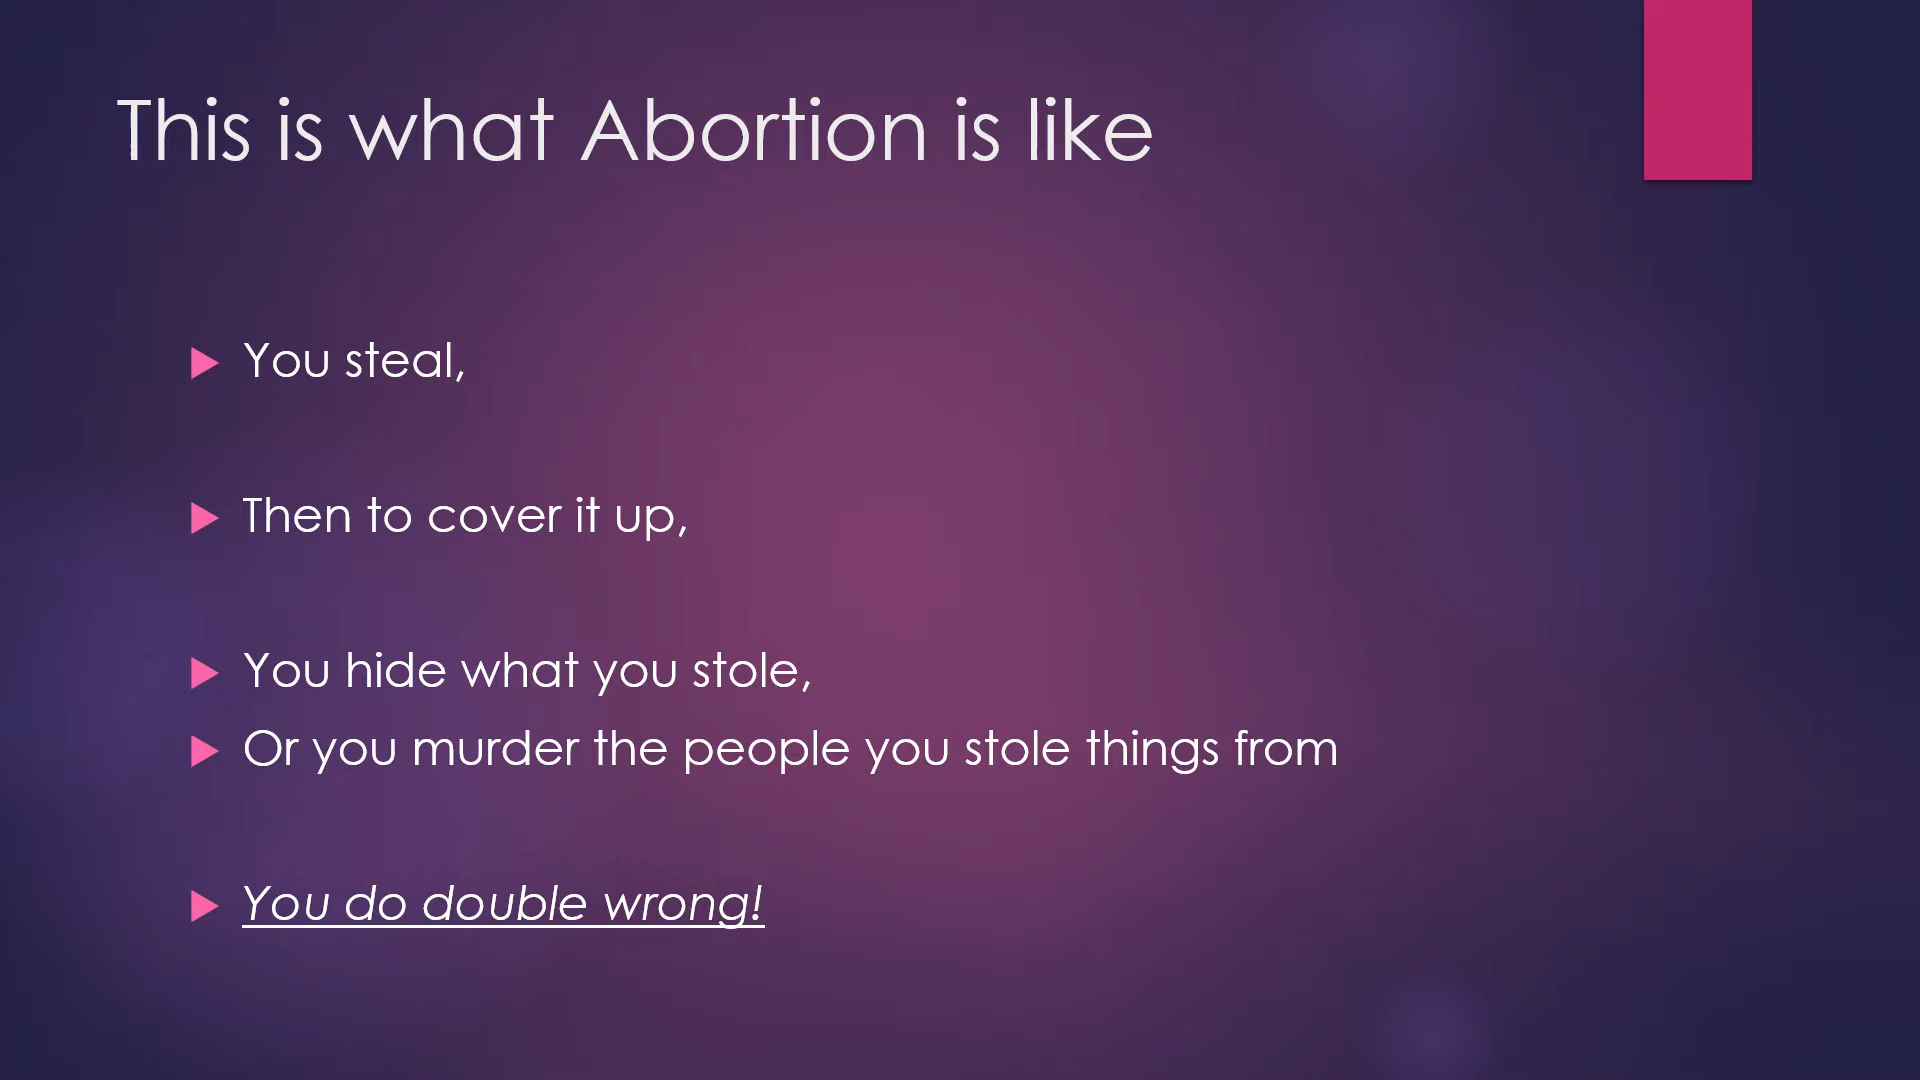 This is what Abortion is like
You steal,
Then to cover it up,
You hide what you stole,
Or you murder the people you stole things from
You do double wrong!